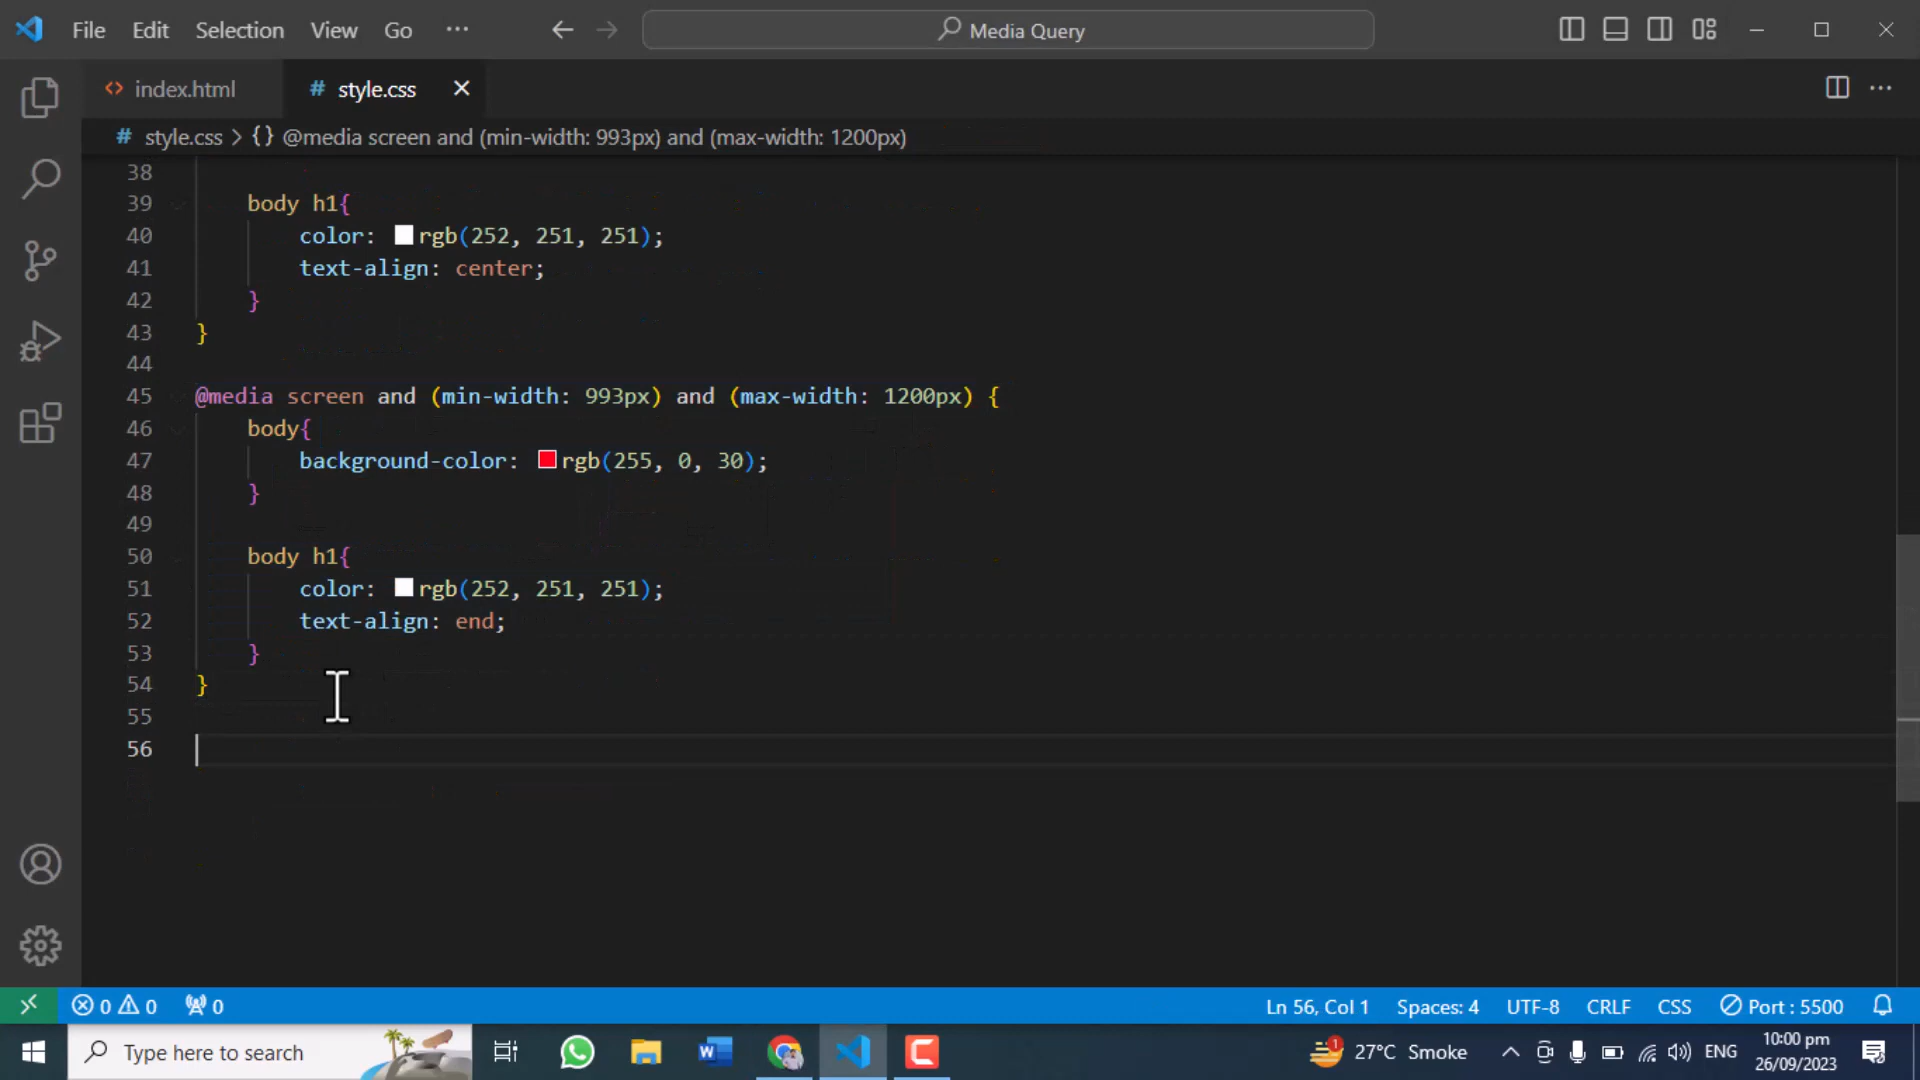 File Edit Selection View Go ··· Media Query
index.html # style.css
# style.css > {} @media screen and (min-width: 993px) and (max-width: 1200px)
38
39 body h1{
40 color: rgb(252, 251, 251);
41 text-align: center;
42 }
43 }
44
45 @media screen and (min-width: 993px) and (max-width: 1200px) {
46 body{
47 background-color: rgb(255, 0, 30);
48 }
49
50 body h1{
51 color: rgb(252, 251, 251);
52 text-align: end;
53 }
54 }
55
56
0 0 0 Ln 56, Col 1 Spaces: 4 UTF-8 CRLF CSS Port : 5500
Type here to search W 1 27°C Smoke ENG 10:00 pm
26/09/2023